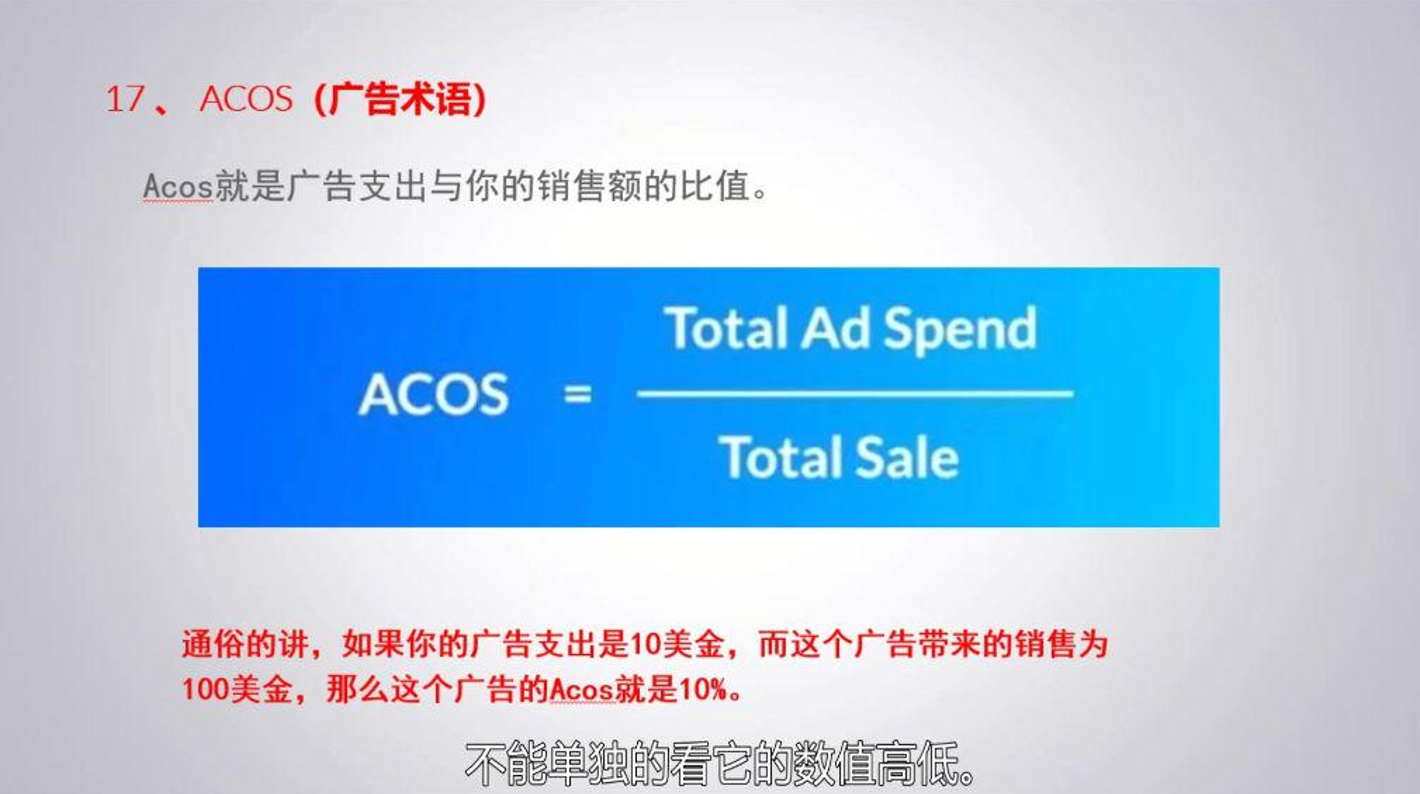 17、 ACOS（广告术语）
Acos就是广告支出与你的销售额的比值。
Total Ad Spend
ACOS =
Total Sale
通俗的讲，如果你的广告支出是10美金，而这个广告带来的销售为
100美金，那么这个广告的Acos就是10%。
不能单独的看它的数值高低。